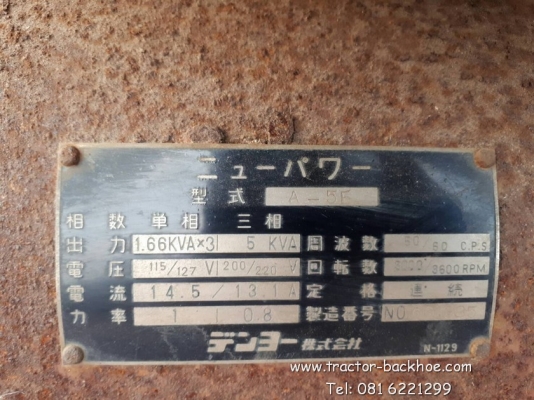 ニューパワー
型式 A-5F
相数 単相 三相
出力 1.66KVA×3 5 KVA 周波数 50/60 C.P.S
電圧 115/127 V 200/220 V 回転数 3000/3600RPM
電流 14.5/13.1A 定格 連続
力率 1 0.8 製造番号 NO
デンヨー株式会社
N-1129
www.tractor-backhoe.com
Tel: 081 6221299